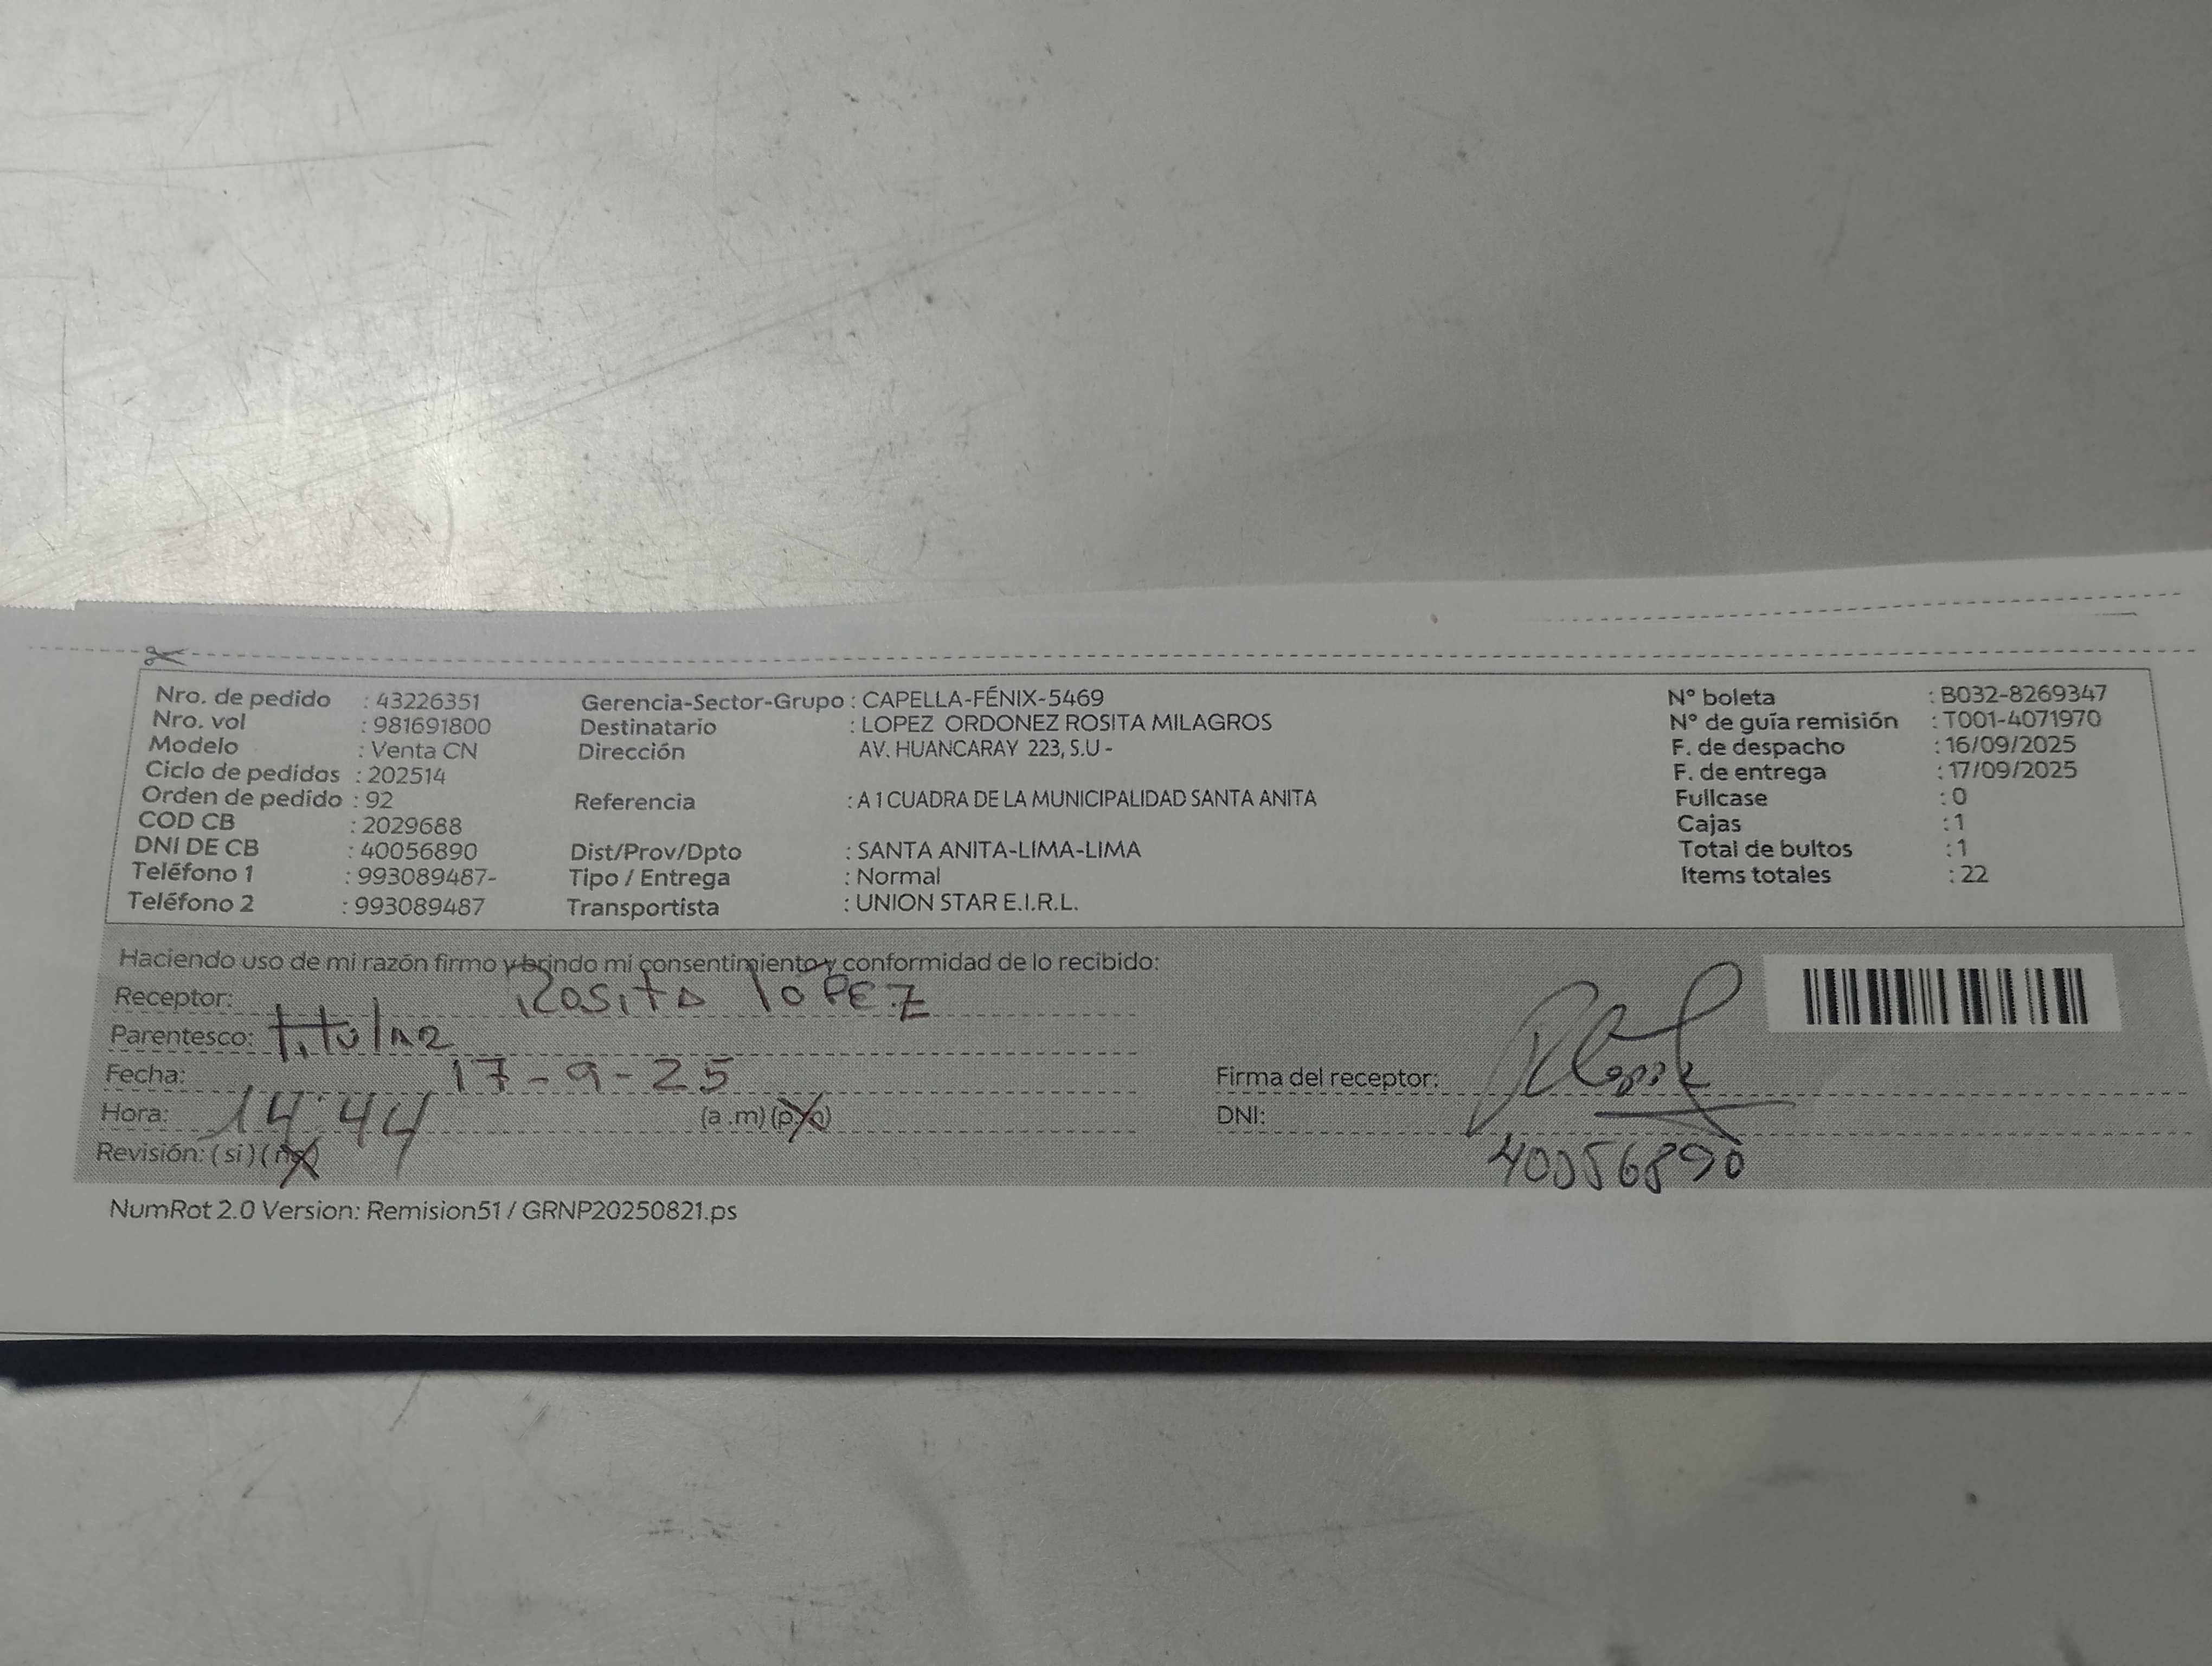 Nro. de pedido : 43226351 Gerencia-Sector-Grupo : CAPELLA-FÉNIX-5469 N° boleta : B032-8269347
Nro. vol : 981691800 Destinatario : LOPEZ ORDONEZ ROSITA MILAGROS N° de guía remisión : T001-4071970
Modelo : Venta CN Dirección AV. HUANCARAY 223, S.U - F. de despacho : 16/09/2025
Ciclo de pedidos : 202514 F. de entrega : 17/09/2025
Orden de pedido : 92 Referencia : A 1 CUADRA DE LA MUNICIPALIDAD SANTA ANITA Fullcase : 0
COD CB : 2029688 Cajas : 1
DNI DE CB : 40056890 Dist/Prov/Dpto : SANTA ANITA-LIMA-LIMA Total de bultos : 1
Teléfono 1 : 993089487- Tipo / Entrega : Normal Items totales : 22
Teléfono 2 : 993089487 Transportista : UNION STAR E.I.R.L.
Haciendo uso de mi razón firmo y brindo mi consentimiento y conformidad de lo recibido:
Receptor: Rosita lOPEZ
Parentesco: titular
Fecha: 17-9-25 Firma del receptor:
Hora: 14:44 (a .m) (p.m) DNI: 40056890
Revisión: ( si ) ( no )
NumRot 2.0 Version: Remision51 / GRNP20250821.ps